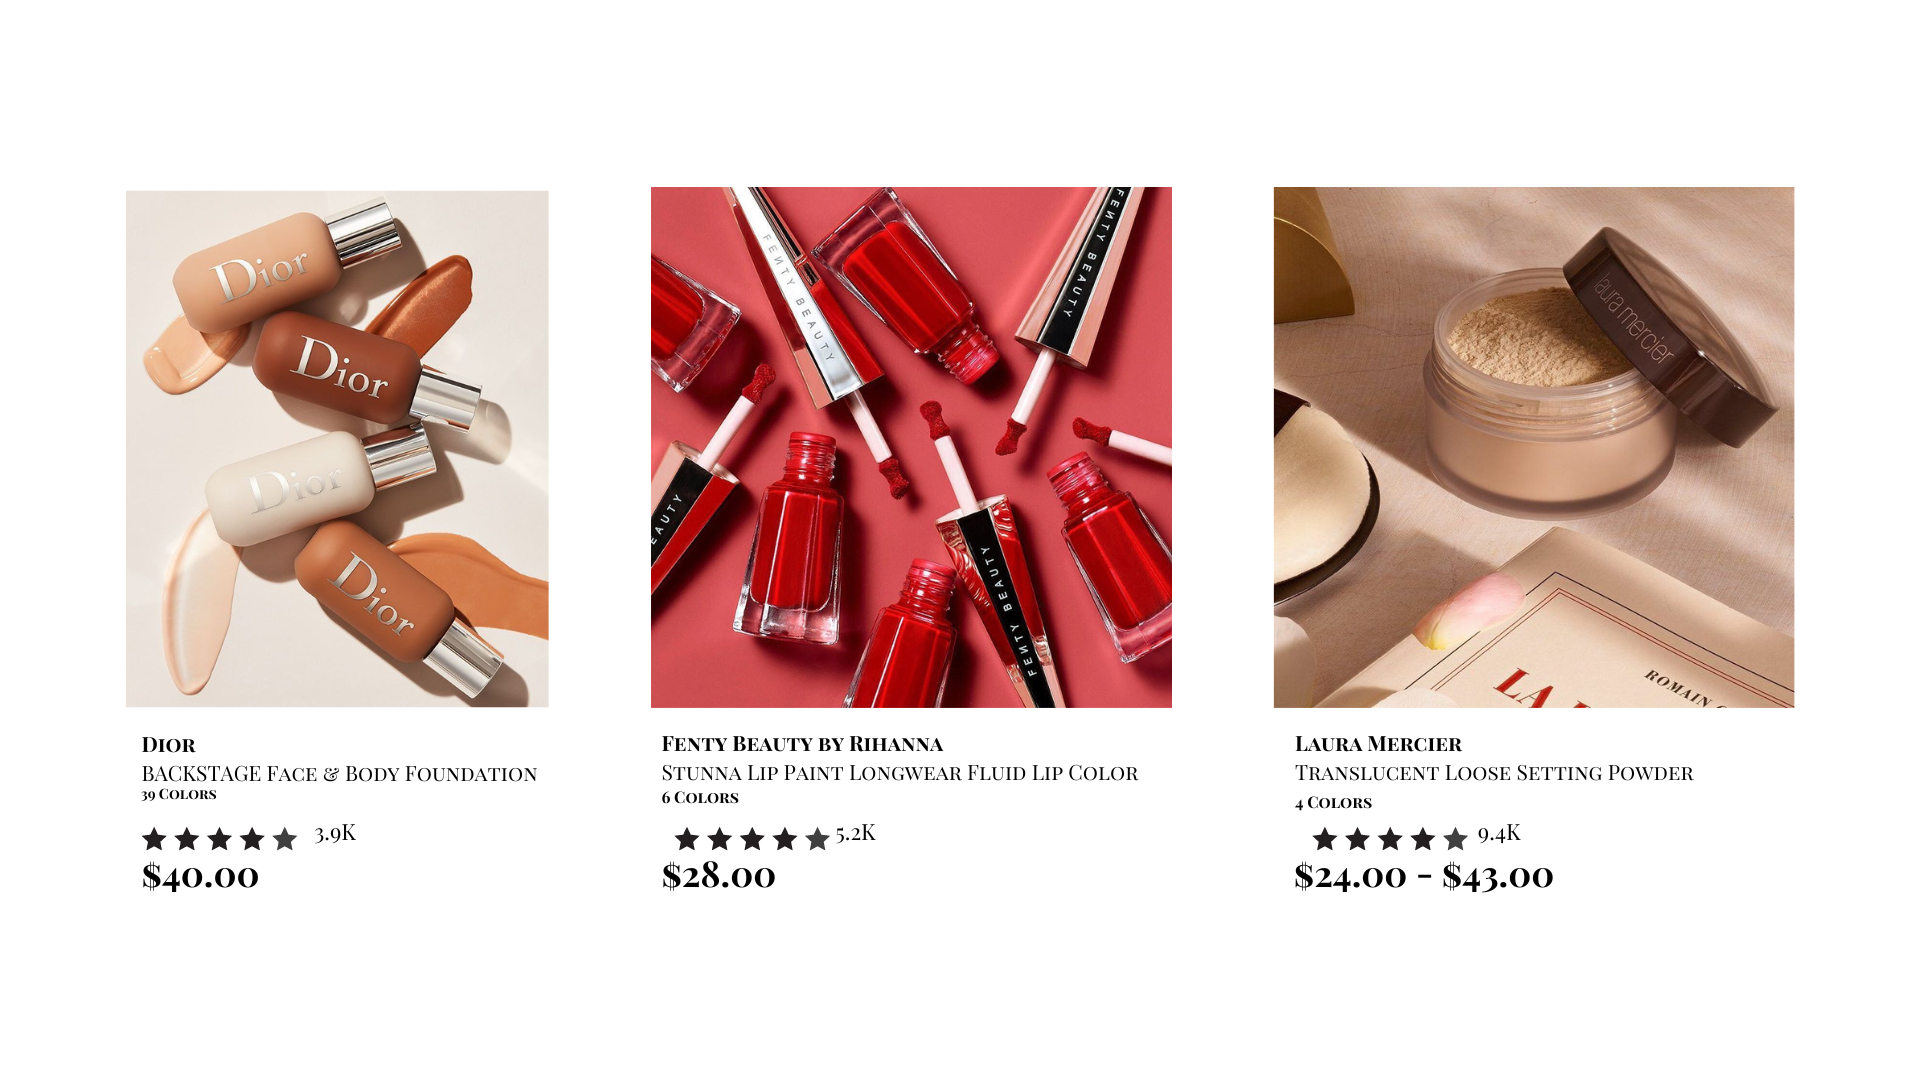 Dior
Dior
Dior
Dior
FENTY BEAUTY
FENTY BEAUTY
EAUTY
FENTY BEAUTY
laura mercier
ROMAIN
LA
Dior
BACKSTAGE Face & Body Foundation
39 Colors
3.9K
$40.00
Fenty Beauty by Rihanna
Stunna Lip Paint Longwear Fluid Lip Color
6 Colors
5.2K
$28.00
Laura Mercier
Translucent Loose Setting Powder
4 Colors
9.4K
$24.00 - $43.00